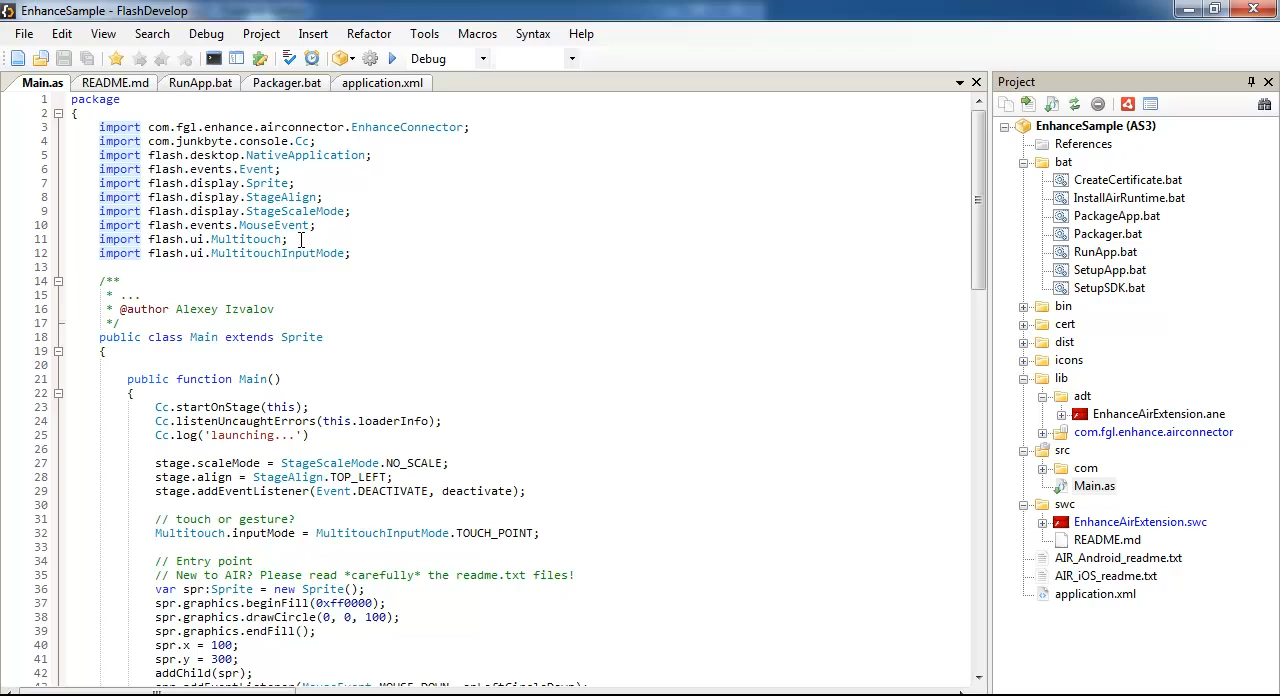 EnhanceSample - FlashDevelop
File Edit View Search Debug Project Insert Refactor Tools Macros Syntax Help
Debug
Main.as README.md RunApp.bat Packager.bat application.xml
1 package
2 {
3 import com.fgl.enhance.airconnector.EnhanceConnector;
4 import com.junkbyte.console.Cc;
5 import flash.desktop.NativeApplication;
6 import flash.events.Event;
7 import flash.display.Sprite;
8 import flash.display.StageAlign;
9 import flash.display.StageScaleMode;
10 import flash.events.MouseEvent;
11 import flash.ui.Multitouch;
12 import flash.ui.MultitouchInputMode;
13
14 /**
15 * ...
16 * @author Alexey Izvalov
17 */
18 public class Main extends Sprite
19 {
20
21 public function Main()
22 {
23 Cc.startOnStage(this);
24 Cc.listenUncaughtErrors(this.loaderInfo);
25 Cc.log('launching...')
26
27 stage.scaleMode = StageScaleMode.NO_SCALE;
28 stage.align = StageAlign.TOP_LEFT;
29 stage.addEventListener(Event.DEACTIVATE, deactivate);
30
31 // touch or gesture?
32 Multitouch.inputMode = MultitouchInputMode.TOUCH_POINT;
33
34 // Entry point
35 // New to AIR? Please read *carefully* the readme.txt files!
36 var spr:Sprite = new Sprite();
37 spr.graphics.beginFill(0xff0000);
38 spr.graphics.drawCircle(0, 0, 100);
39 spr.graphics.endFill();
40 spr.x = 100;
41 spr.y = 300;
42 addChild(spr);
Project
EnhanceSample (AS3)
References
bat
CreateCertificate.bat
InstallAirRuntime.bat
PackageApp.bat
Packager.bat
RunApp.bat
SetupApp.bat
SetupSDK.bat
bin
cert
dist
icons
lib
adt
EnhanceAirExtension.ane
com.fgl.enhance.airconnector
src
com
Main.as
swc
EnhanceAirExtension.swc
README.md
AIR_Android_readme.txt
AIR_iOS_readme.txt
application.xml